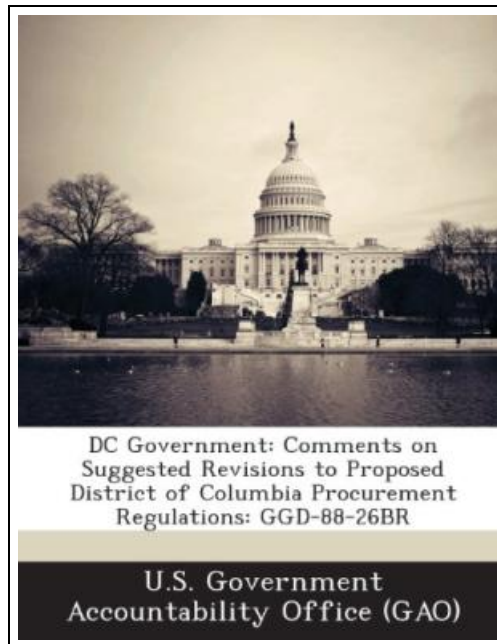 DC Government: Comments on
Suggested Revisions to Proposed
District of Columbia Procurement
Regulations: GGD-88-26BR
U.S. Government
Accountability Office (GAO)